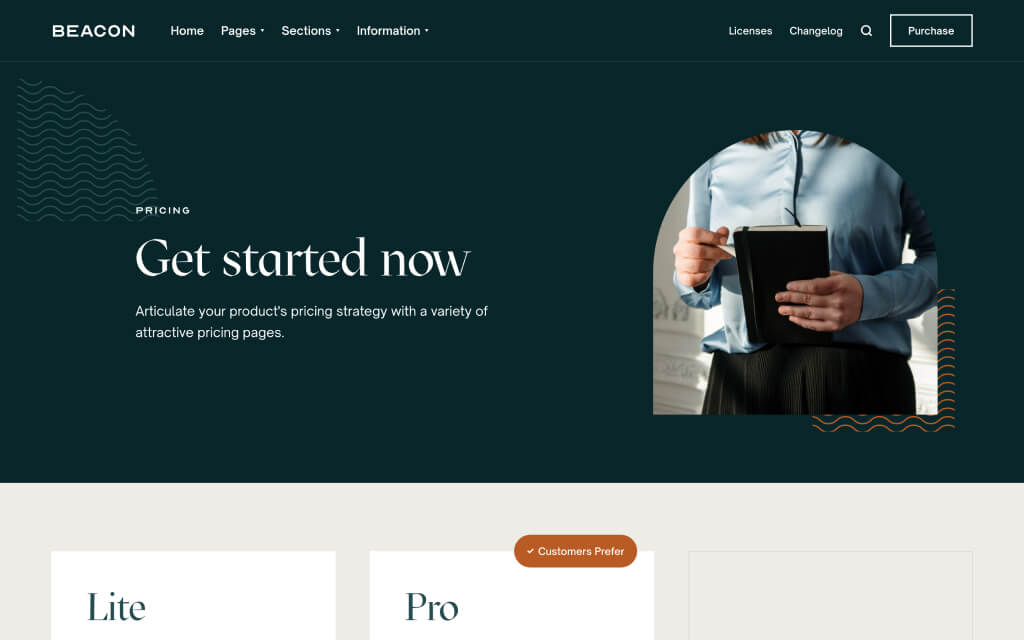 BEACON
Home
Pages
Sections
Information
Licenses
Changelog
Purchase
PRICING
Get started now
Articulate your product's pricing strategy with a variety of
attractive pricing pages.
Customers Prefer
Lite
Pro